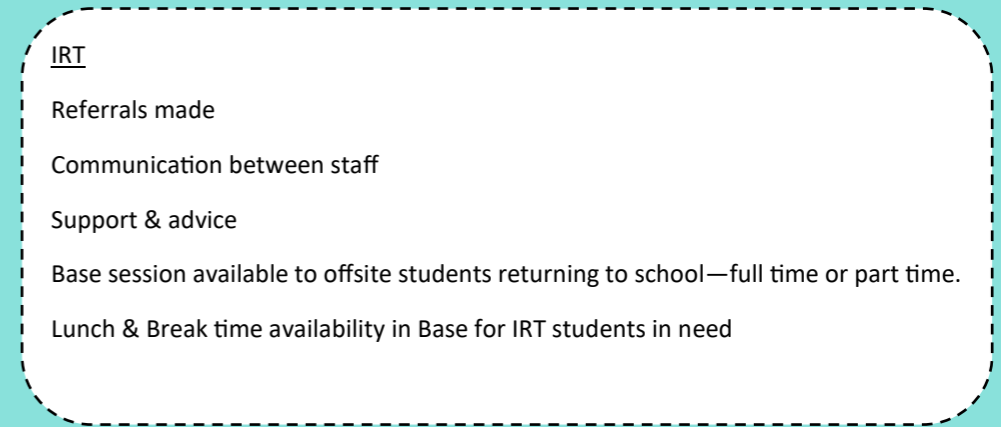 IRT
Referrals made
Communication between staff
Support & advice
Base session available to offsite students returning to school—full time or part time.
Lunch & Break time availability in Base for IRT students in need